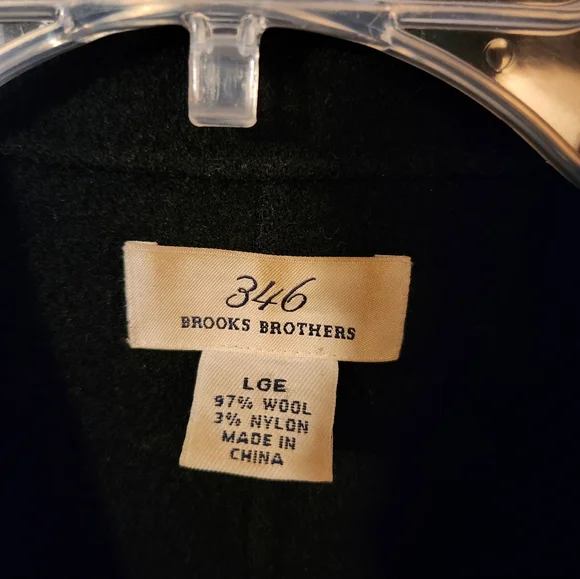 346
BROOKS BROTHERS
LGE
97% WOOL
3% NYLON
MADE IN
CHINA